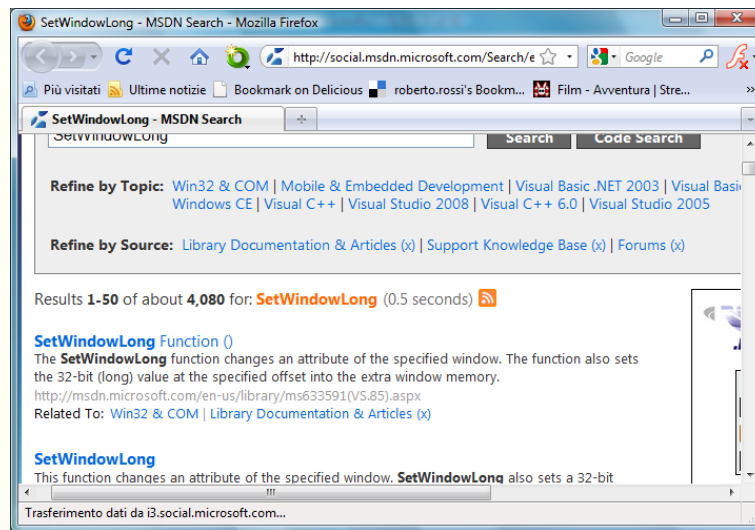 SetWindowLong - MSDN Search - Mozilla Firefox
http://social.msdn.microsoft.com/Search/e
Google
Più visitati Ultime notizie Bookmark on Delicious roberto.rossi's Bookm... Film - Avventura | Stre... »
SetWindowLong - MSDN Search
SetWindowLong Search Code Search
Refine by Topic: Win32 & COM | Mobile & Embedded Development | Visual Basic .NET 2003 | Visual Basi
Windows CE | Visual C++ | Visual Studio 2008 | Visual C++ 6.0 | Visual Studio 2005
Refine by Source: Library Documentation & Articles (x) | Support Knowledge Base (x) | Forums (x)
Results 1-50 of about 4,080 for: SetWindowLong (0.5 seconds)
SetWindowLong Function ()
The SetWindowLong function changes an attribute of the specified window. The function also sets
the 32-bit (long) value at the specified offset into the extra window memory.
http://msdn.microsoft.com/en-us/library/ms633591(VS.85).aspx
Related To: Win32 & COM | Library Documentation & Articles (x)
SetWindowLong
This function changes an attribute of the specified window. SetWindowLong also sets a 32-bit
Trasferimento dati da i3.social.microsoft.com...